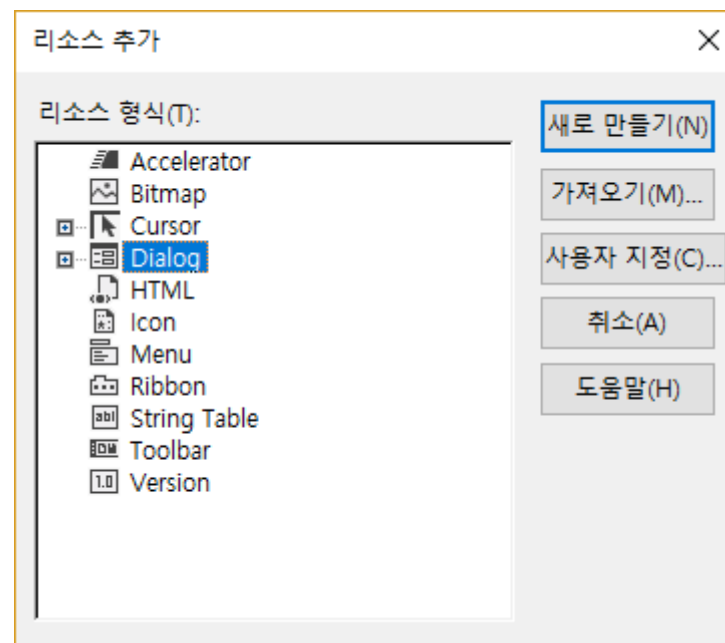 리소스 추가
리소스 형식(T):
Accelerator
Bitmap
Cursor
Dialog
HTML
Icon
Menu
Ribbon
String Table
Toolbar
Version
새로 만들기(N)
가져오기(M)...
사용자 지정(C)...
취소(A)
도움말(H)